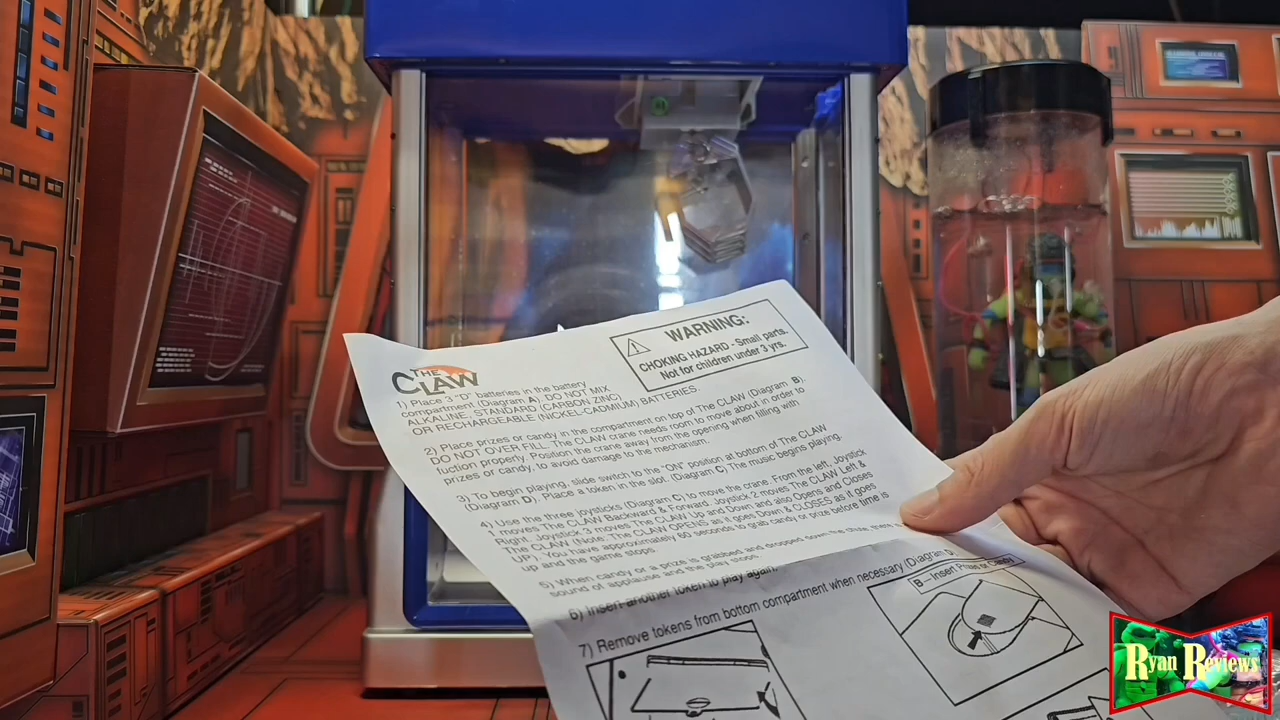 THE
CLAW
WARNING:
CHOKING HAZARD - Small parts.
Not for children under 3 yrs.
1) Place 3 "D" batteries in the battery
compartment (Diagram A). DO NOT MIX
ALKALINE, STANDARD (CARBON ZINC)
OR RECHARGEABLE (NICKEL-CADMIUM) BATTERIES.
2) Place prizes or candy in the compartment on top of The CLAW (Diagram B).
DO NOT OVER FILL. The CLAW crane needs room to move about in order to
fuction properly. Position the crane away from the opening when filling with
prizes or candy, to avoid damage to the mechanism.
3) To begin playing, slide switch to the "ON" position at bottom of The CLAW
(Diagram D). Place a token in the slot. (Diagram C) The music begins playing.
4) Use the three joysticks (Diagram C) to move the crane. From the left, Joystick
1 moves The CLAW Backward & Forward. Joystick 2 moves The CLAW Left &
Right. Joystick 3 moves The CLAW Up and Down and also Opens and Closes
The CLAW (Note: The CLAW OPENS as it goes Down & CLOSES as it goes
UP). You have approximately 60 seconds to grab candy or prize before time is
up and the game stops.
5) When candy or a prize is grabbed and dropped down the
sound of applause and the play stops.
6) Insert another token to play again.
7) Remove tokens from bottom compartment when necessary (Diagram D
B - Insert Prizes or Candy
RYAN REVIEWS